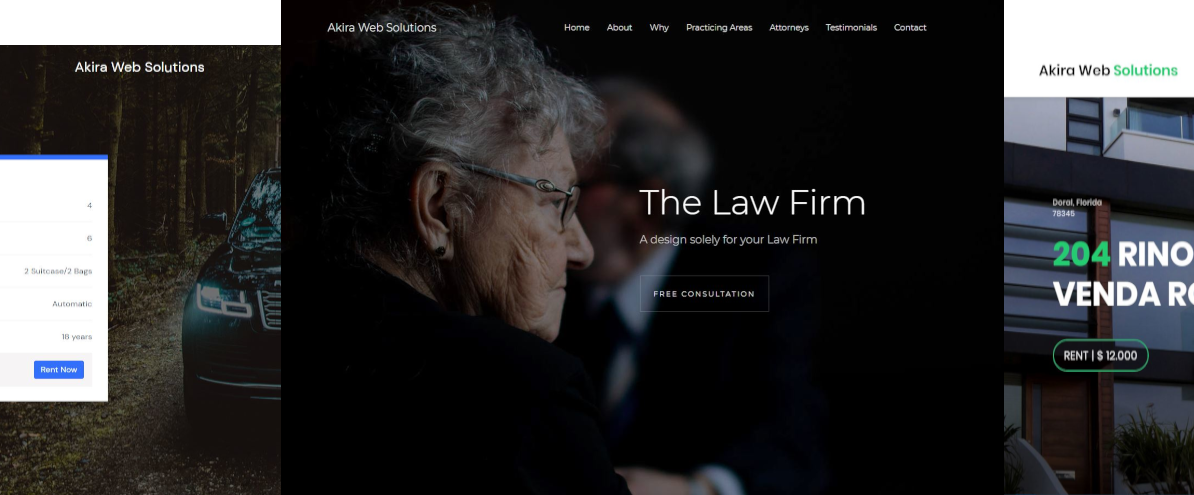 Akira Web Solutions
4
6
2 Suitcase/2 Bags
Automatic
18 years
Rent Now
Akira Web Solutions
Home About Why Practicing Areas Attorneys Testimonials Contact
The Law Firm
A design solely for your Law Firm
FREE CONSULTATION
Akira Web Solutions
Doral, Florida
78345
204 RINO
VENDA RO
RENT | $ 12.000